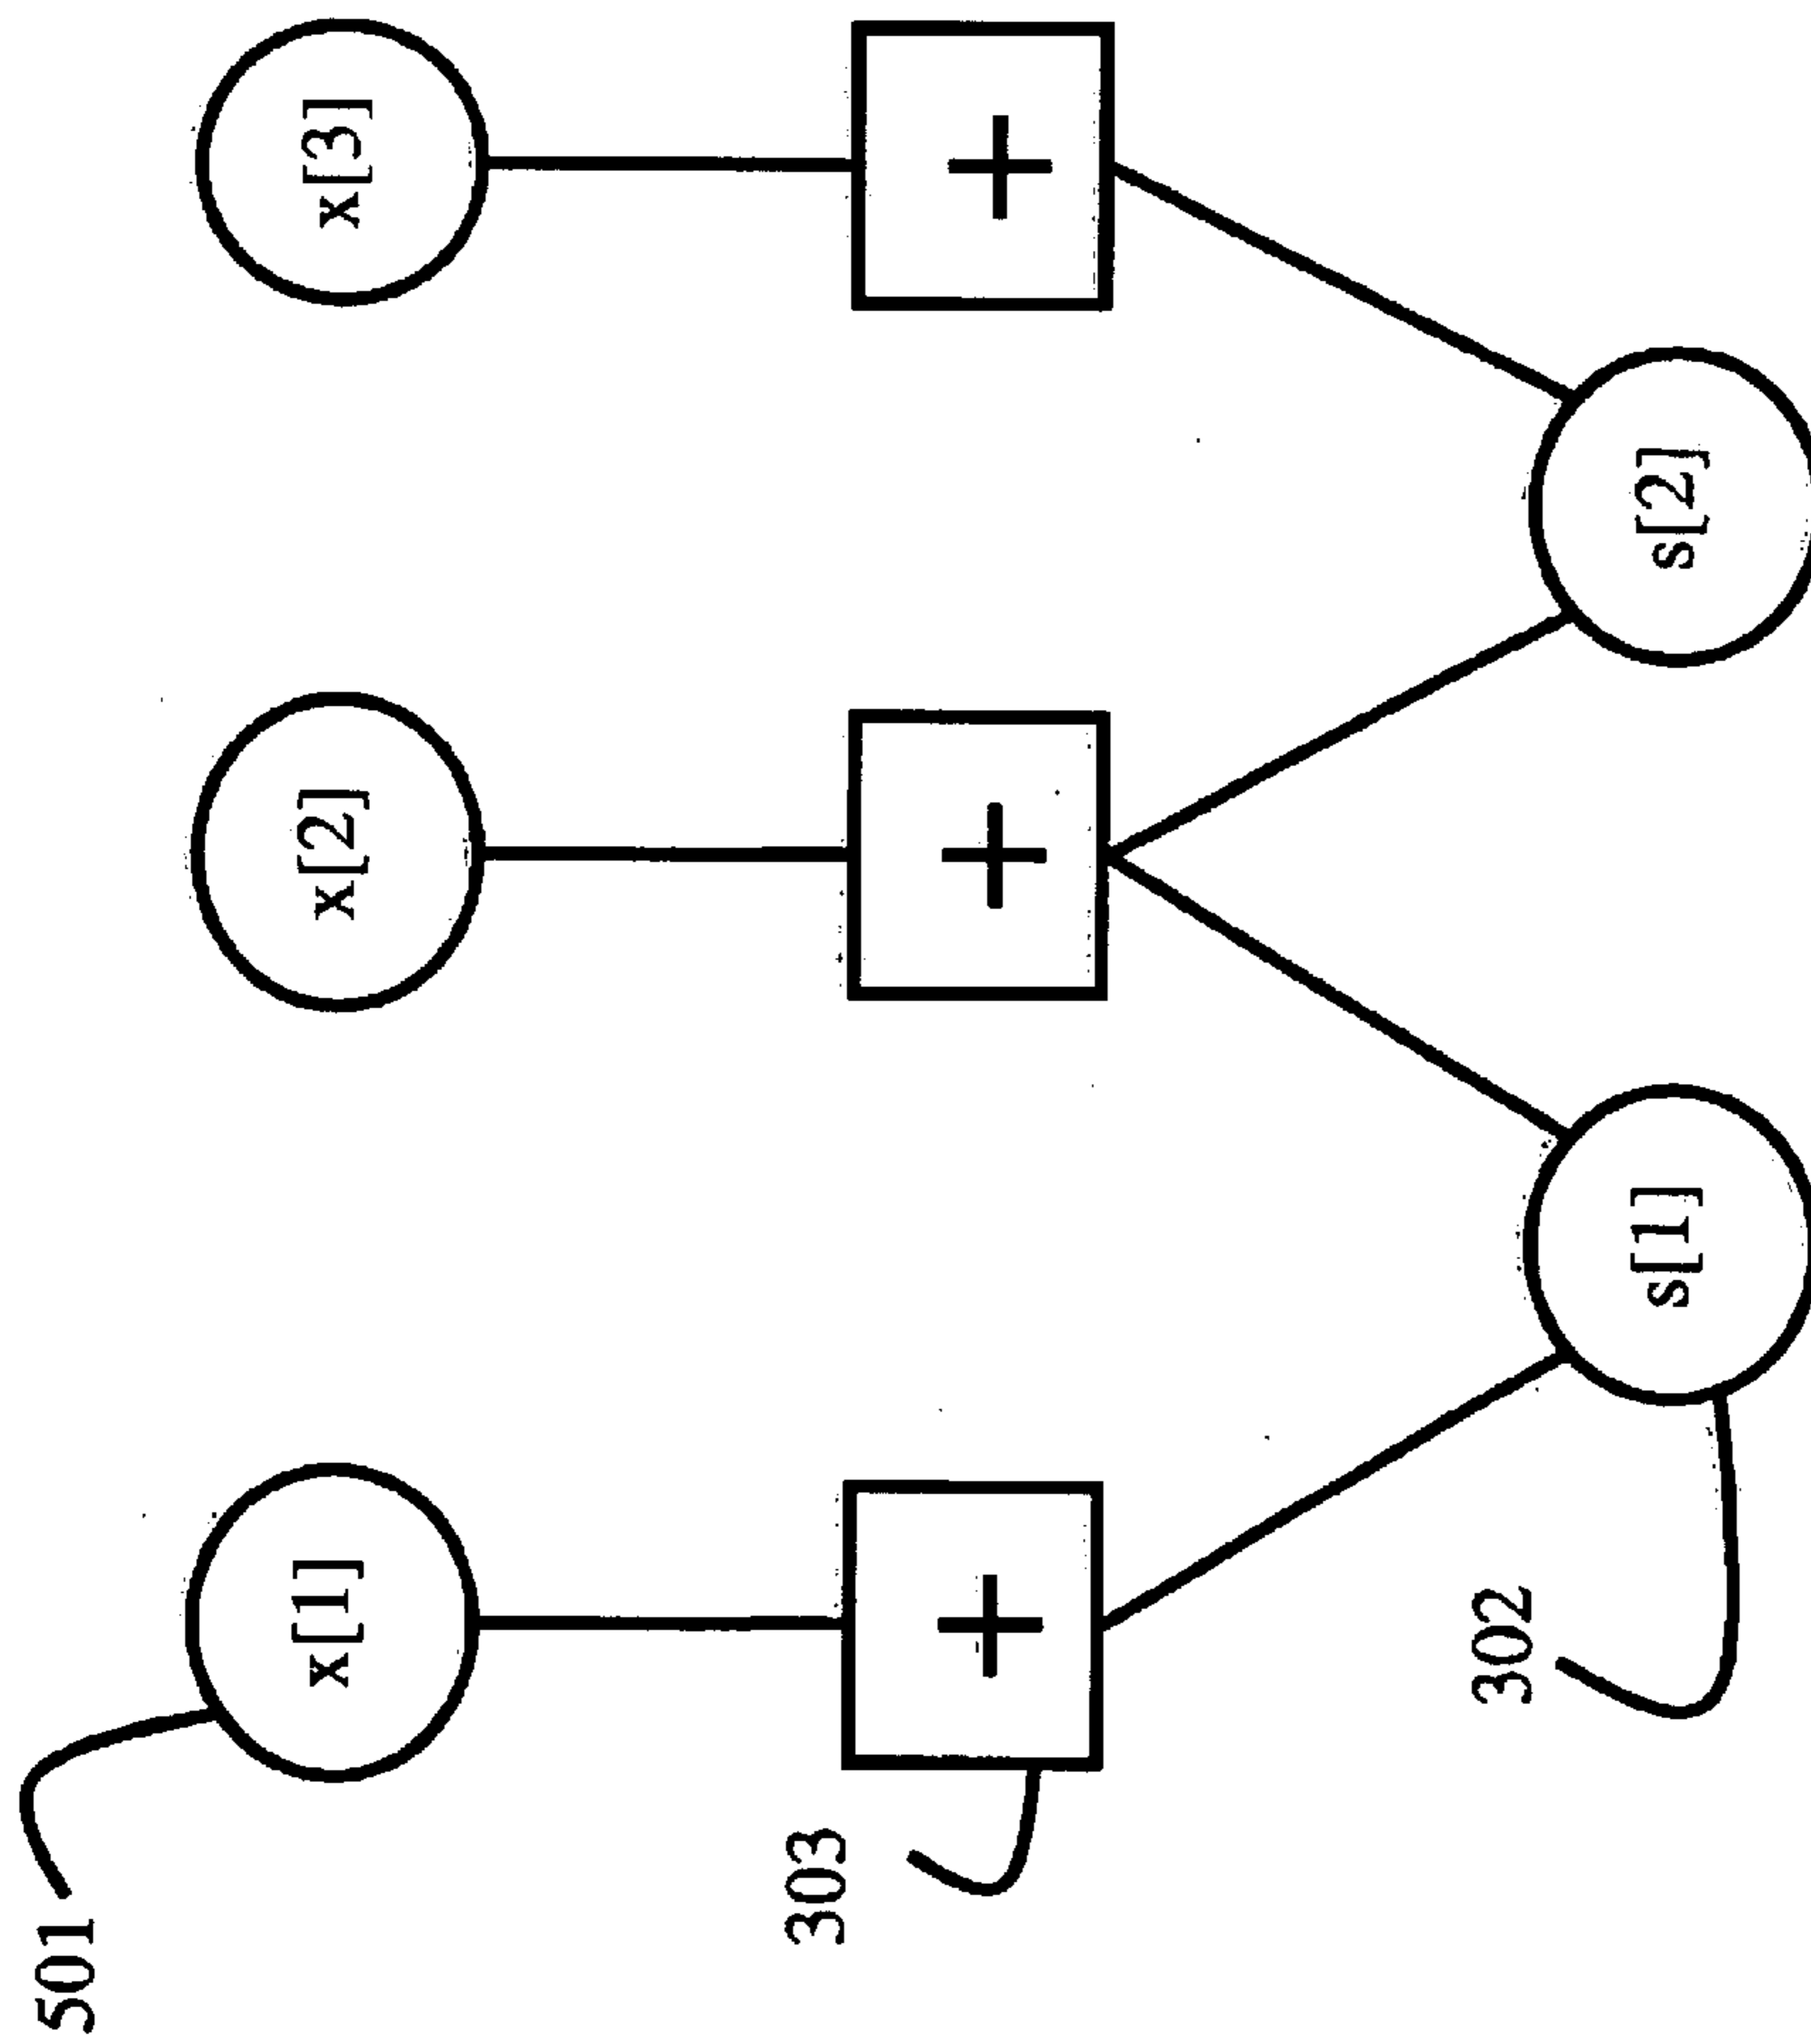 501
x[1] x[2] x[3]
303
+ + +
302
s[1] s[2]